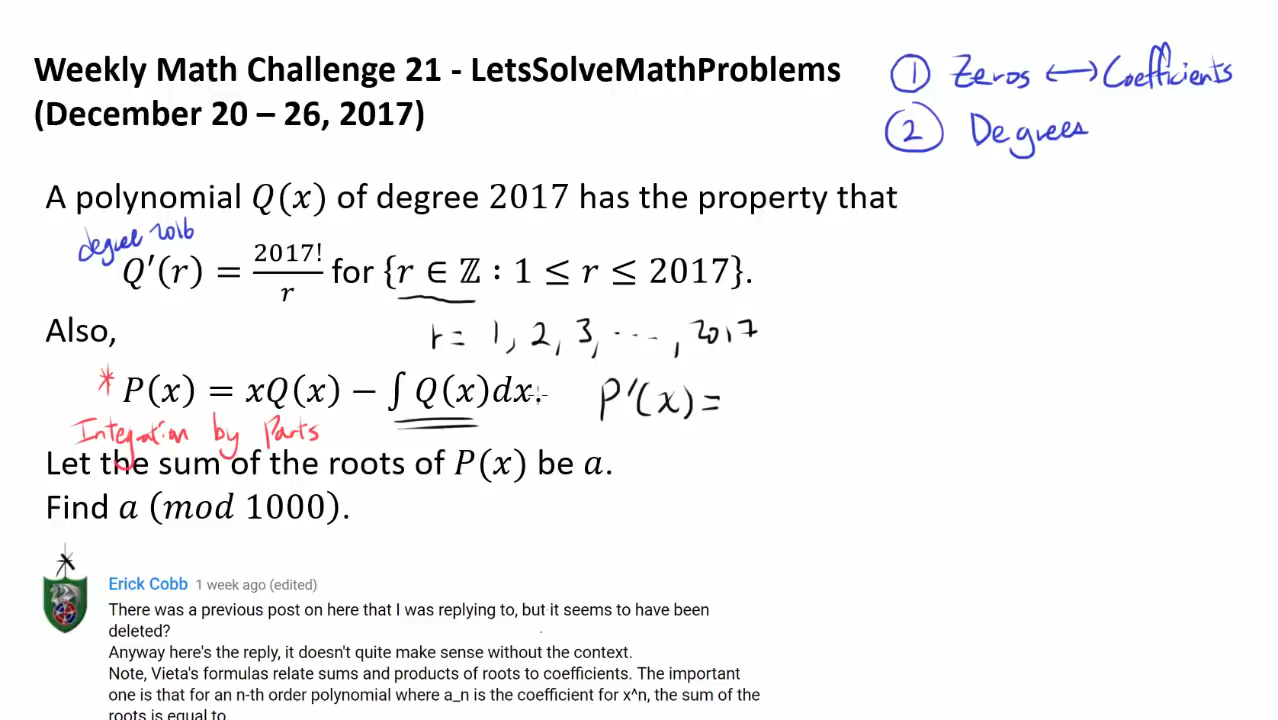 Weekly Math Challenge 21 - LetsSolveMathProblems
(December 20 – 26, 2017)
① Zeros ⟷ Coefficients
② Degrees
A polynomial Q(x) of degree 2017 has the property that
degree 2016
Q′(r) = 2017!/r for {r ∈ ℤ : 1 ≤ r ≤ 2017}.
Also,
r = 1, 2, 3, ..., 2017
* P(x) = xQ(x) − ∫ Q(x)dx.
P′(x) =
Integration by Parts
Let the sum of the roots of P(x) be a.
Find a (mod 1000).
Erick Cobb 1 week ago (edited)
There was a previous post on here that I was replying to, but it seems to have been
deleted?
Anyway here's the reply, it doesn't quite make sense without the context.
Note, Vieta's formulas relate sums and products of roots to coefficients. The important
one is that for an n-th order polynomial where a_n is the coefficient for x^n, the sum of the
roots is equal to